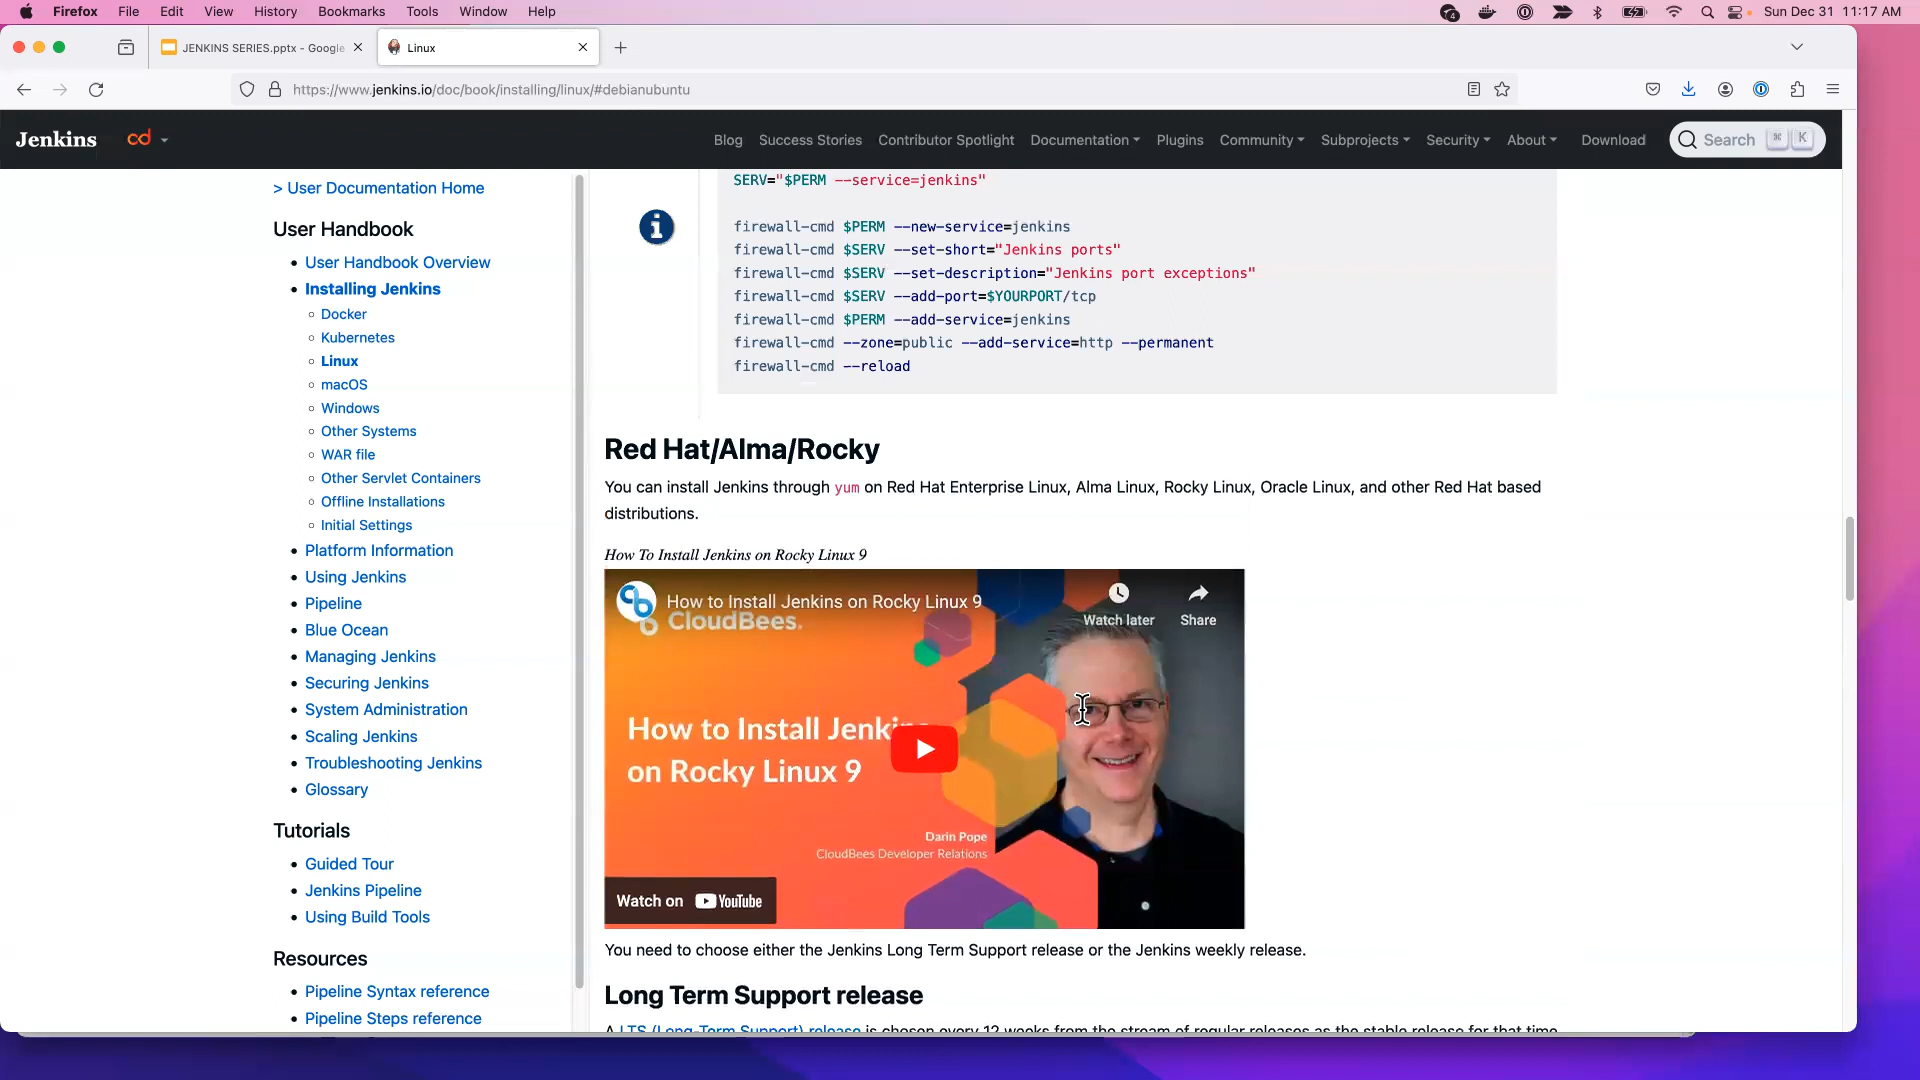 Firefox File Edit View History Bookmarks Tools Window Help
4
Sun Dec 31 11:17 AM
JENKINS SERIES.pptx - Google
Linux
https://www.jenkins.io/doc/book/installing/linux/#debianubuntu
Jenkins
cd
Blog Success Stories Contributor Spotlight Documentation Plugins Community Subprojects Security About Download
Search ⌘ K
> User Documentation Home
User Handbook
User Handbook Overview
Installing Jenkins
Docker
Kubernetes
Linux
macOS
Windows
Other Systems
WAR file
Other Servlet Containers
Offline Installations
Initial Settings
Platform Information
Using Jenkins
Pipeline
Blue Ocean
Managing Jenkins
Securing Jenkins
System Administration
Scaling Jenkins
Troubleshooting Jenkins
Glossary
Tutorials
Guided Tour
Jenkins Pipeline
Using Build Tools
Resources
Pipeline Syntax reference
Pipeline Steps reference
SERV="$PERM --service=jenkins"
firewall-cmd $PERM --new-service=jenkins
firewall-cmd $SERV --set-short="Jenkins ports"
firewall-cmd $SERV --set-description="Jenkins port exceptions"
firewall-cmd $SERV --add-port=$YOURPORT/tcp
firewall-cmd $PERM --add-service=jenkins
firewall-cmd --zone=public --add-service=http --permanent
firewall-cmd --reload
Red Hat/Alma/Rocky
You can install Jenkins through yum on Red Hat Enterprise Linux, Alma Linux, Rocky Linux, Oracle Linux, and other Red Hat based
distributions.
How To Install Jenkins on Rocky Linux 9
How to Install Jenkins on Rocky Linux 9
CloudBees.
Watch later
Share
How to Install Jenkins
on Rocky Linux 9
Darin Pope
CloudBees Developer Relations
Watch on YouTube
You need to choose either the Jenkins Long Term Support release or the Jenkins weekly release.
Long Term Support release
A LTS (Long-Term Support) release is chosen every 12 weeks from the stream of regular releases as the stable release for that time